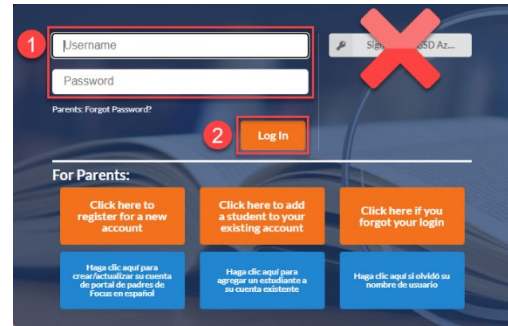 1
Username
Sig SD Az...
Password
Parents: Forgot Password?
2
Log In
For Parents:
Click here to
register for a new
account
Click here to add
a student to your
existing account
Click here if you
forgot your login
Haga clic aquí para
crear/actualizar su cuenta
de portal de padres de
Focus en español
Haga clic aquí para
agregar un estudiante a
su cuenta existente
Haga clic aquí si olvidó su
nombre de usuario